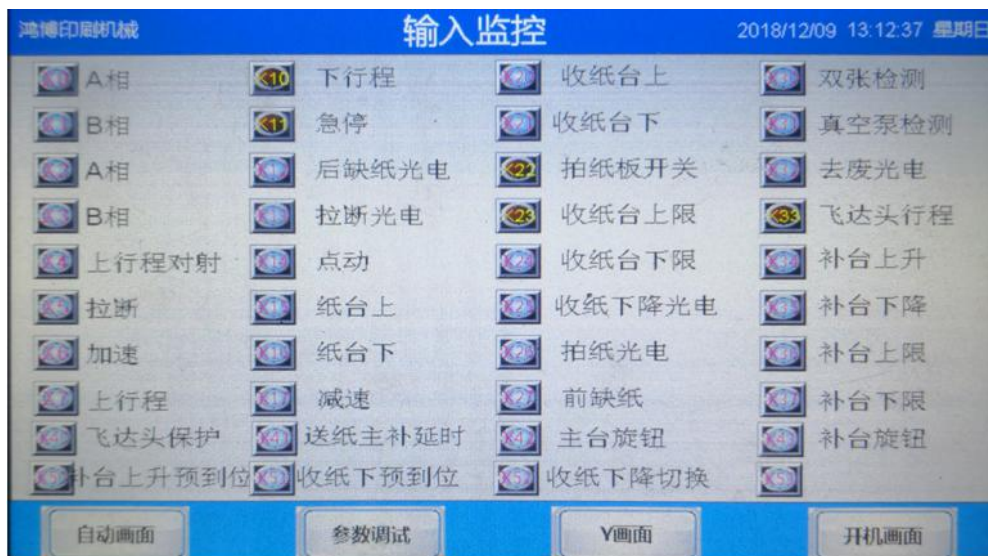 鸿博印刷机械 输入监控 2018/12/09 13:12:37 星期日
A相 X10 下行程 收纸台上 双张检测
B相 X11 急停 收纸台下 真空泵检测
A相 后缺纸光电 X22 拍纸板开关 去废光电
B相 拉断光电 X23 收纸台上限 X33 飞达头行程
X4 上行程对射 X14 点动 收纸台下限 补台上升
拉断 纸台上 收纸下降光电 补台下降
加速 纸台下 拍纸光电 补台上限
上行程 X17 减速 X27 前缺纸 补台下限
飞达头保护 送纸主补延时 主台旋钮 补台旋钮
补台上升预到位 收纸下预到位 收纸下降切换
自动画面 参数调试 Y画面 开机画面